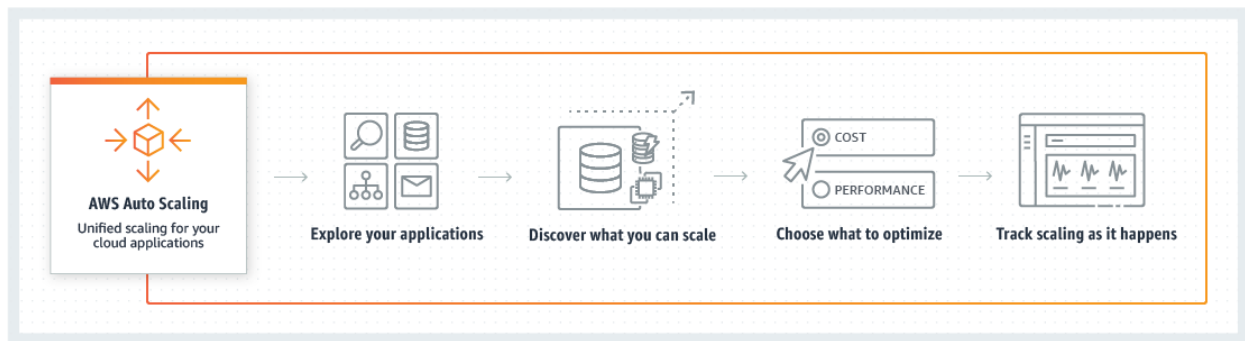 AWS Auto Scaling
Unified scaling for your
cloud applications
Explore your applications
Discover what you can scale
COST
PERFORMANCE
Choose what to optimize
Track scaling as it happens